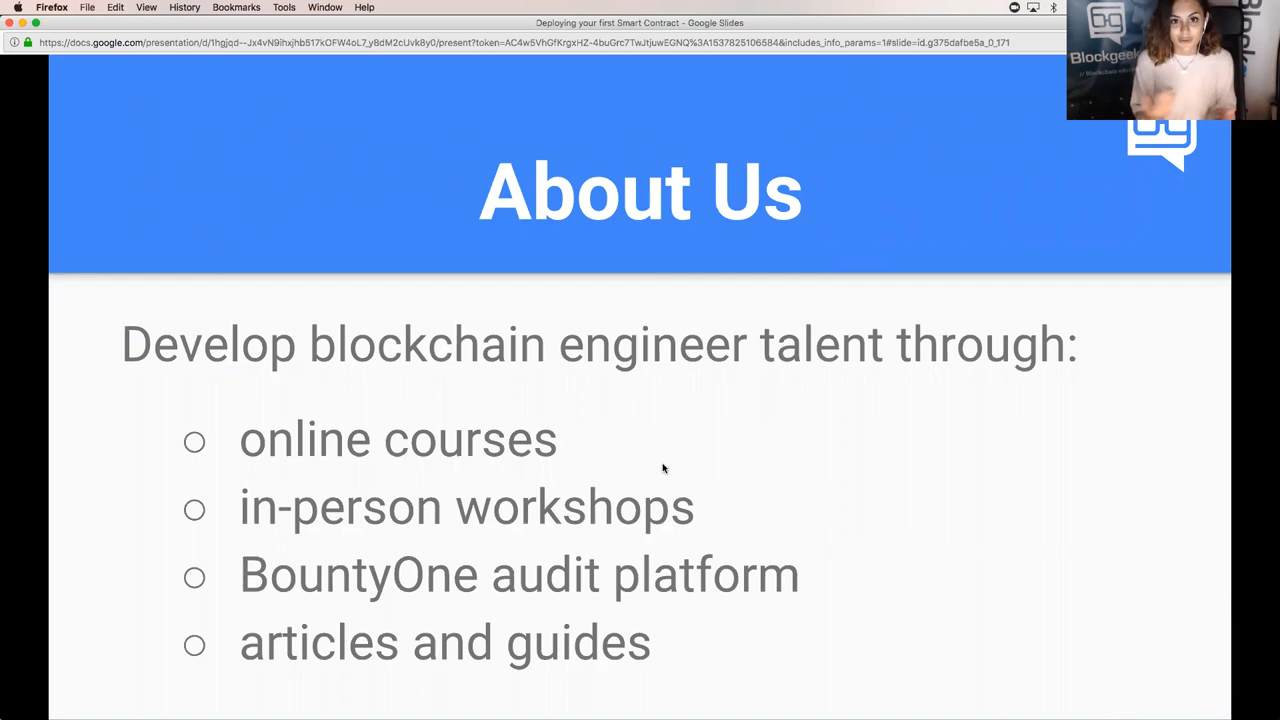 Firefox File Edit View History Bookmarks Tools Window Help
Deploying your first Smart Contract - Google Slides
Blockgeek
About Us
Develop blockchain engineer talent through:
online courses
in-person workshops
BountyOne audit platform
articles and guides